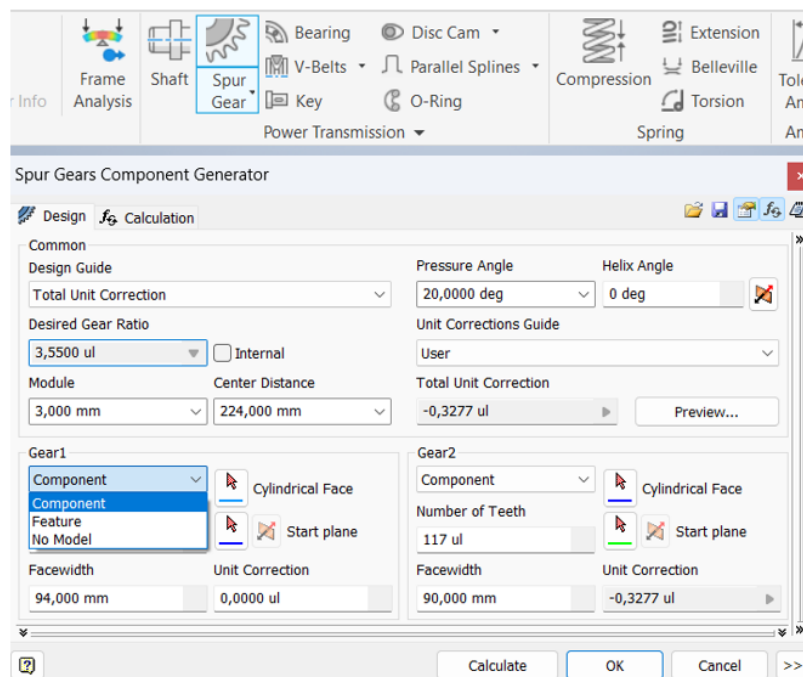 Bearing Disc Cam Extension
V-Belts Parallel Splines Belleville
Frame Analysis Shaft Spur Gear Compression
r Info Key O-Ring Torsion
Power Transmission Spring
Spur Gears Component Generator
Design Calculation
Common
Design Guide Pressure Angle Helix Angle
Total Unit Correction 20,0000 deg 0 deg
Desired Gear Ratio Unit Corrections Guide
3,5500 ul Internal User
Module Center Distance Total Unit Correction
3,000 mm 224,000 mm -0,3277 ul Preview...
Gear1 Gear2
Component Cylindrical Face Component Cylindrical Face
Component Number of Teeth
Feature Start plane 117 ul Start plane
No Model
Facewidth Unit Correction Facewidth Unit Correction
94,000 mm 0,0000 ul 90,000 mm -0,3277 ul
Calculate OK Cancel >>